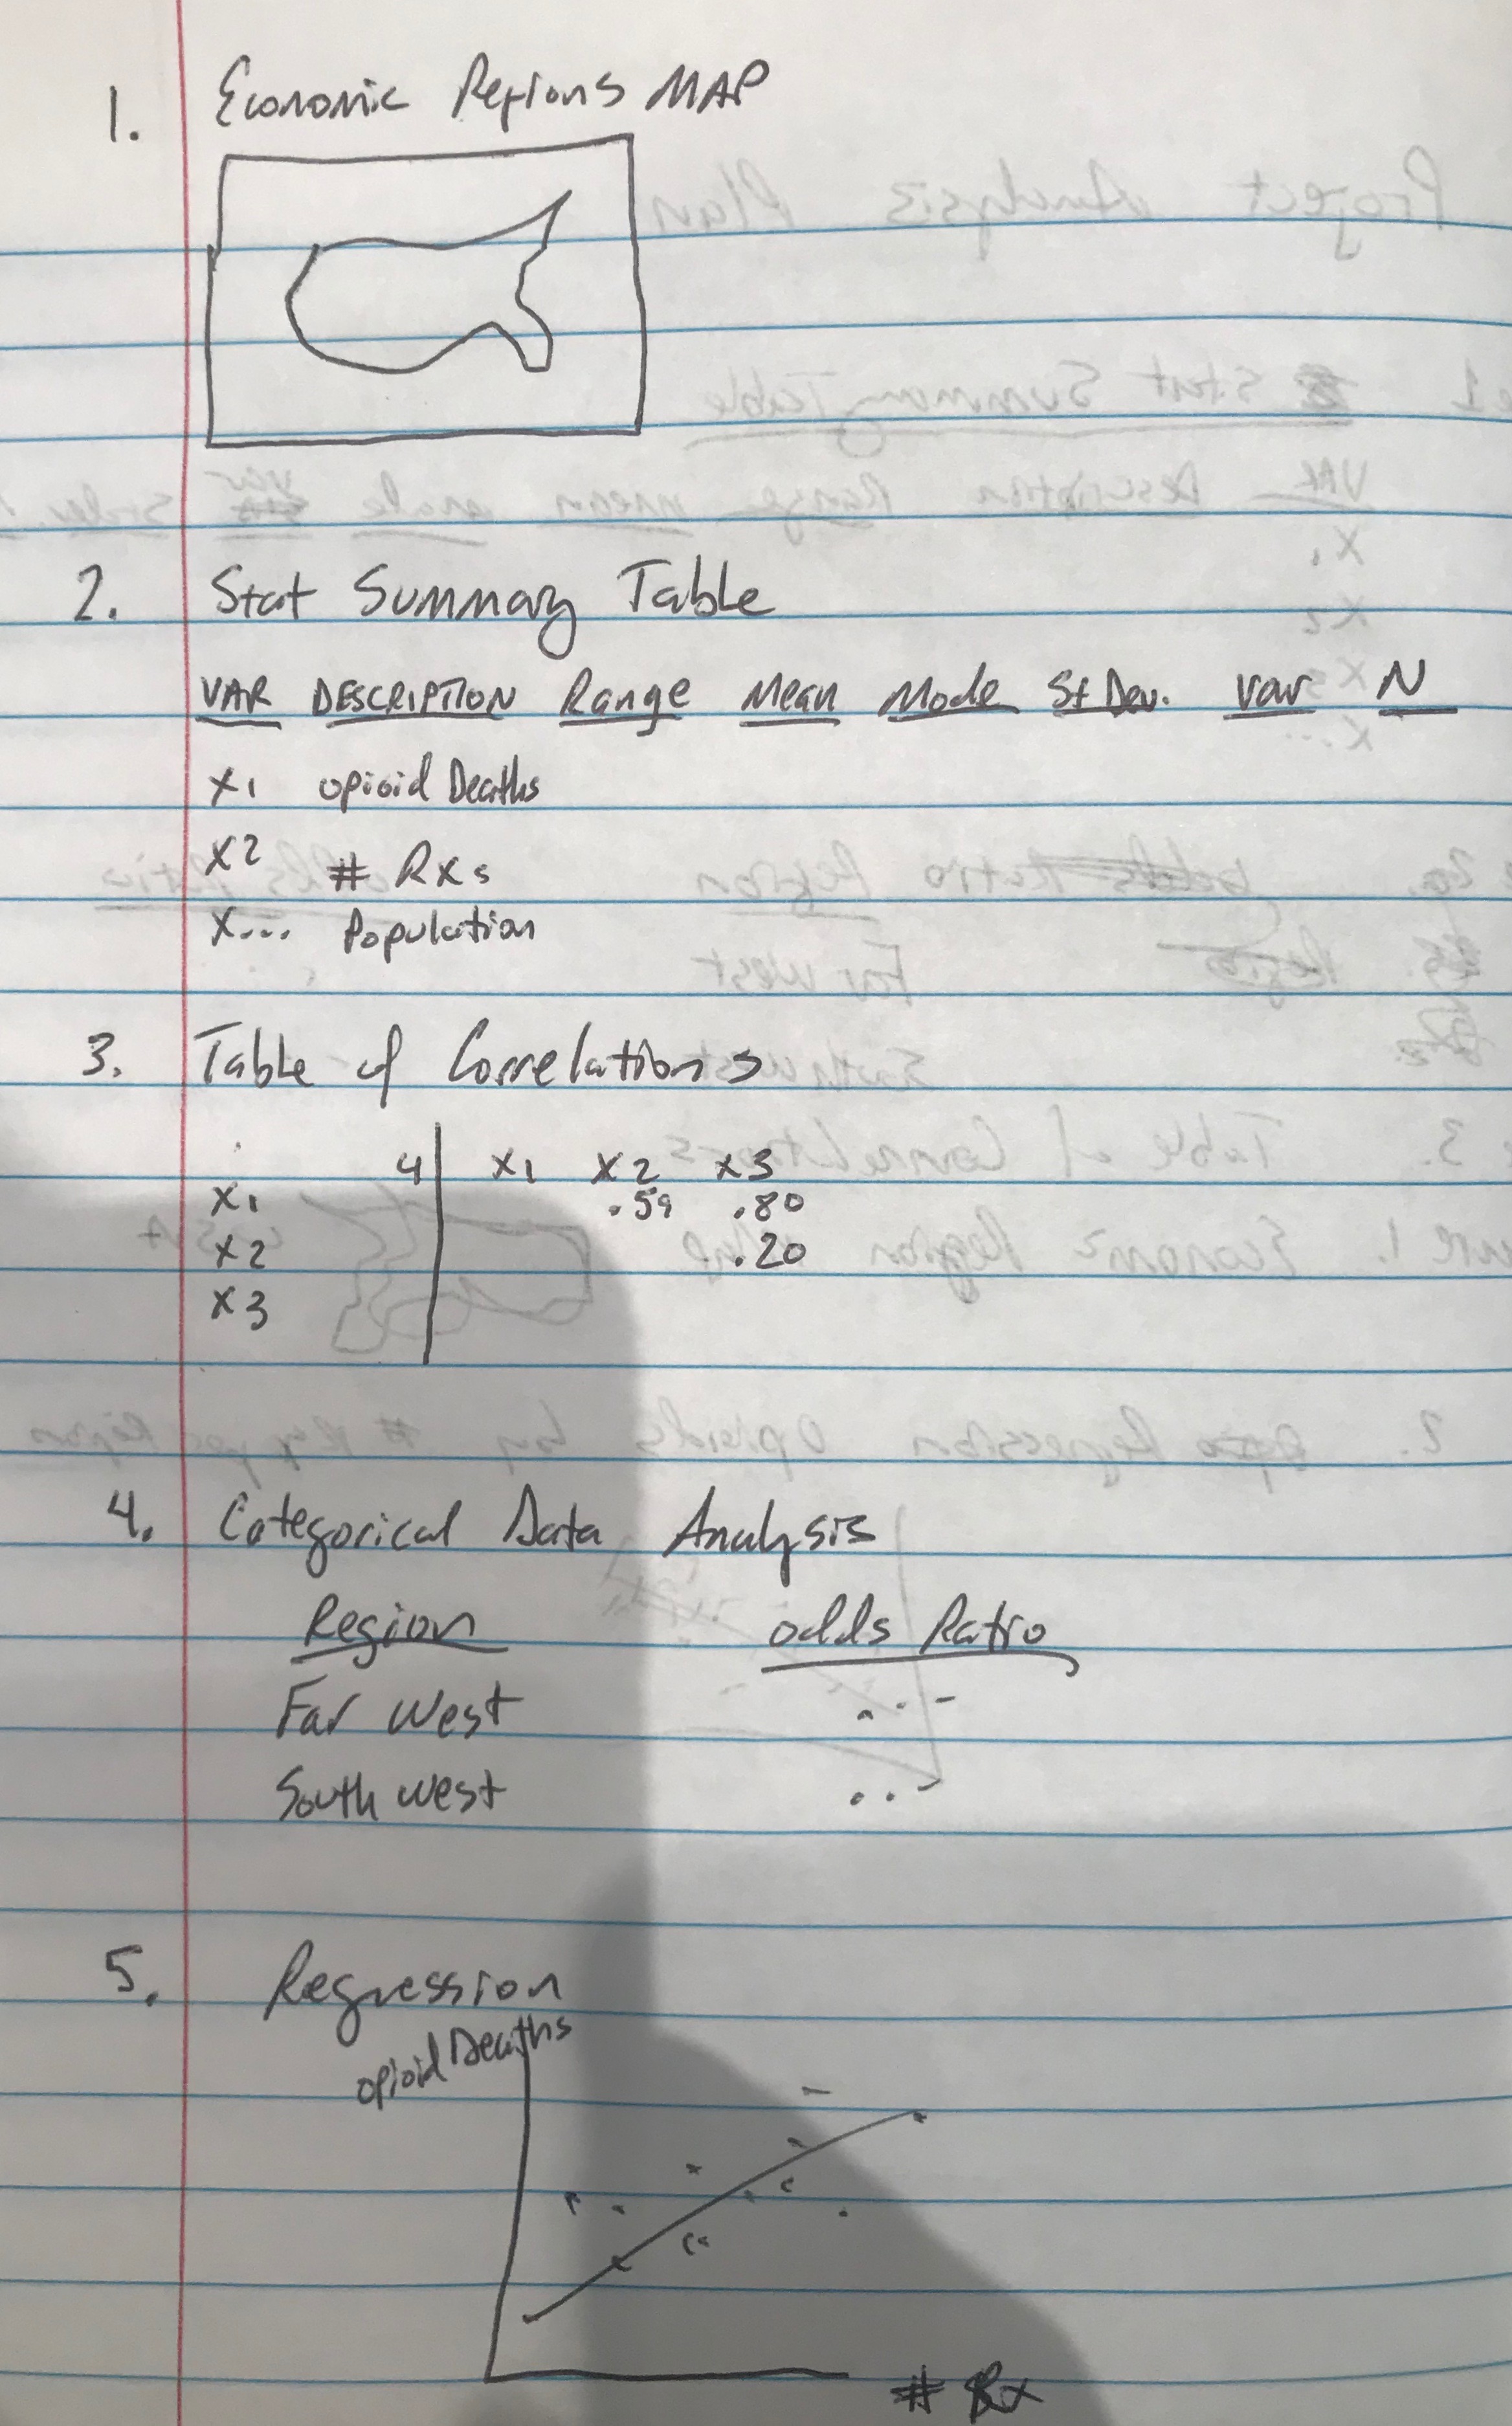 1. Economic Regions MAP
2. Stat Summary Table
VAR DESCRIPTION Range Mean Mode St Dev. Var N
X1 opioid Deaths
X2 # Rxs
X... Population
3. Table of Correlations
4 X1 X2 X3
X1 .59 .80
X2 .20
X3
4. Categorical Data Analysis
Region odds Ratio
Far West ...
South west ...
5. Regression
opioid Deaths
# Rx